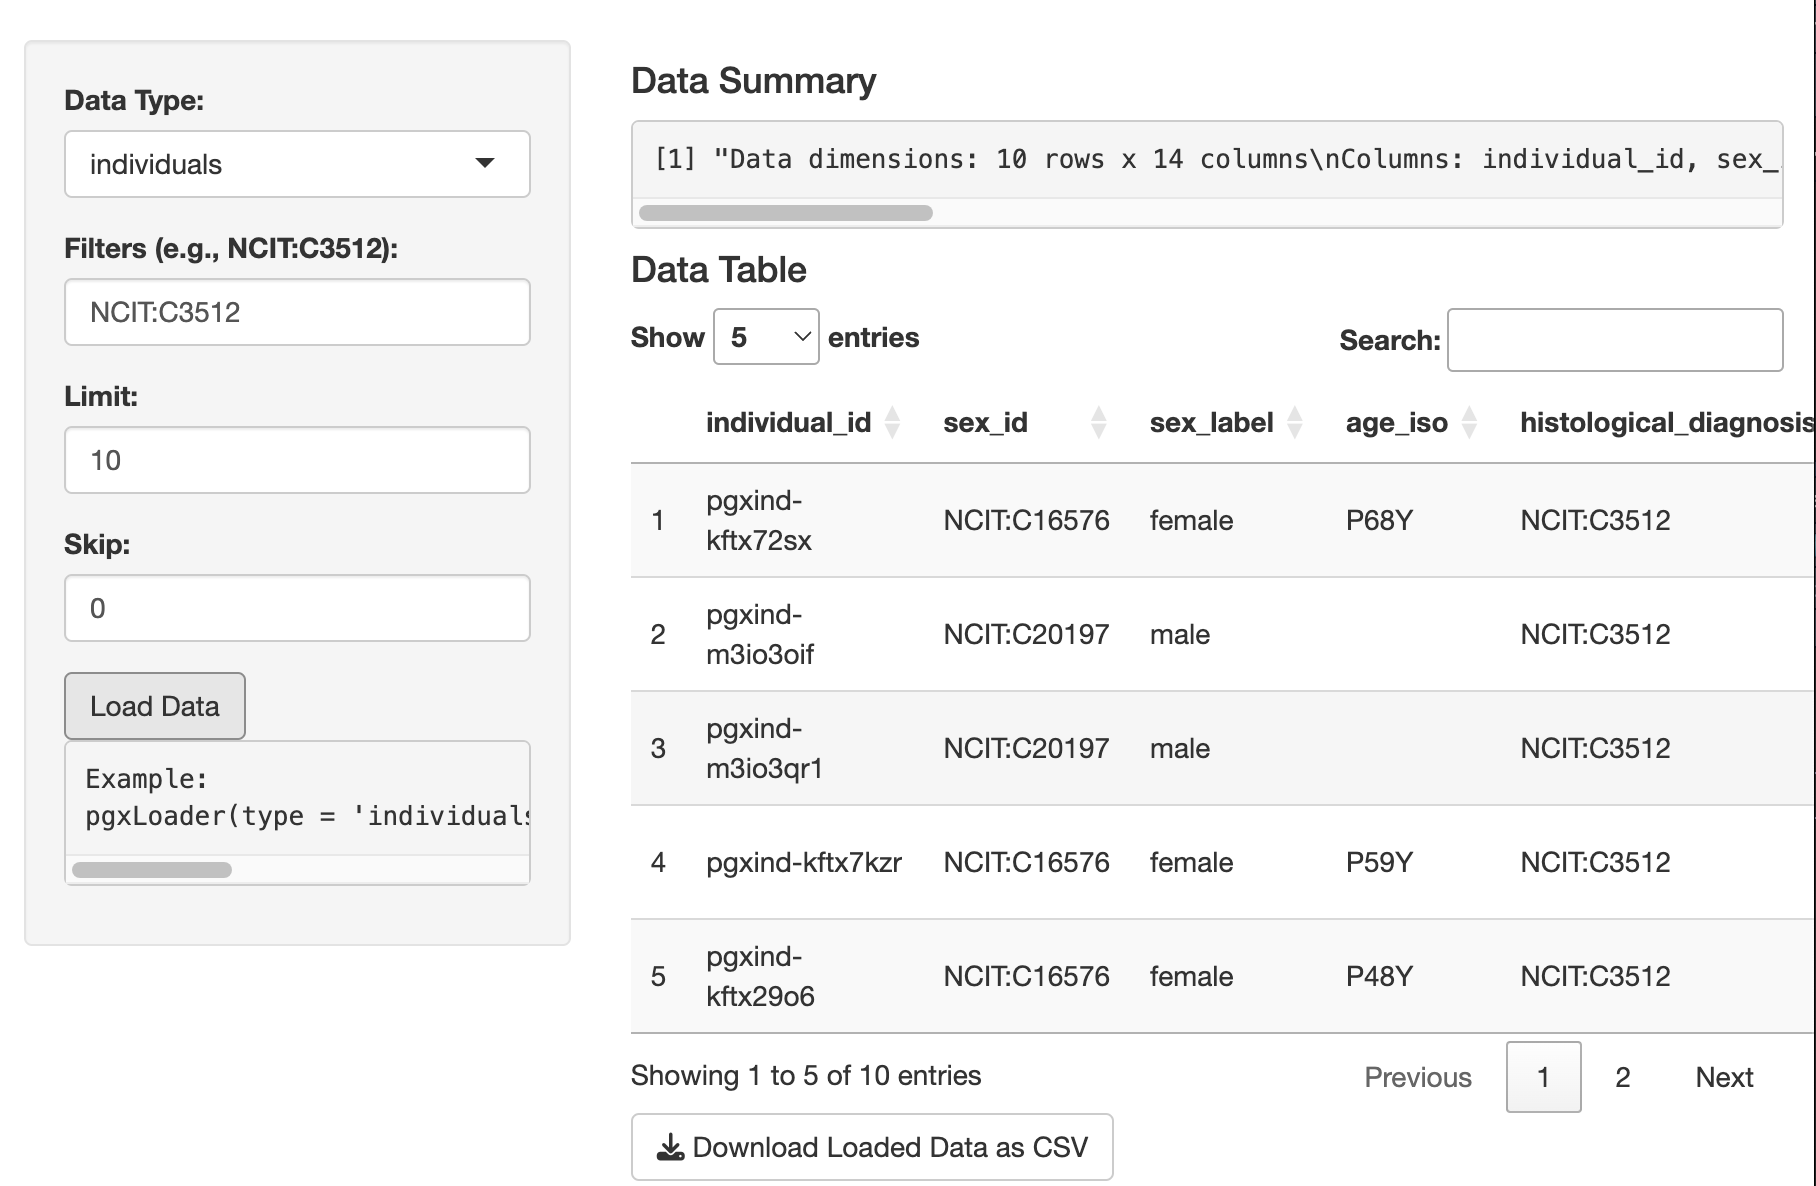 Data Type:
individuals
Filters (e.g., NCIT:C3512):
NCIT:C3512
Limit:
10
Skip:
0
Load Data
Example:
pgxLoader(type = 'individuals
Data Summary
[1] "Data dimensions: 10 rows x 14 columns\nColumns: individual_id, sex_
Data Table
Show 5 entries
Search:
individual_id sex_id sex_label age_iso histological_diagnosis
1 pgxind-kftx72sx NCIT:C16576 female P68Y NCIT:C3512
2 pgxind-m3io3oif NCIT:C20197 male NCIT:C3512
3 pgxind-m3io3qr1 NCIT:C20197 male NCIT:C3512
4 pgxind-kftx7kzr NCIT:C16576 female P59Y NCIT:C3512
5 pgxind-kftx29o6 NCIT:C16576 female P48Y NCIT:C3512
Showing 1 to 5 of 10 entries
Previous 1 2 Next
Download Loaded Data as CSV